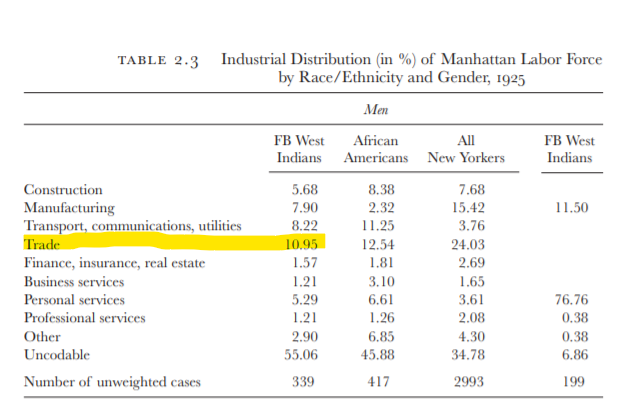 TABLE 2.3 Industrial Distribution (in %) of Manhattan Labor Force
by Race/Ethnicity and Gender, 1925
Men
FB West African All FB West
Indians Americans New Yorkers Indians
Construction 5.68 8.38 7.68
Manufacturing 7.90 2.32 15.42 11.50
Transport, communications, utilities 8.22 11.25 3.76
Trade 10.95 12.54 24.03
Finance, insurance, real estate 1.57 1.81 2.69
Business services 1.21 3.10 1.65
Personal services 5.29 6.61 3.61 76.76
Professional services 1.21 1.26 2.08 0.38
Other 2.90 6.85 4.30 0.38
Uncodable 55.06 45.88 34.78 6.86
Number of unweighted cases 339 417 2993 199